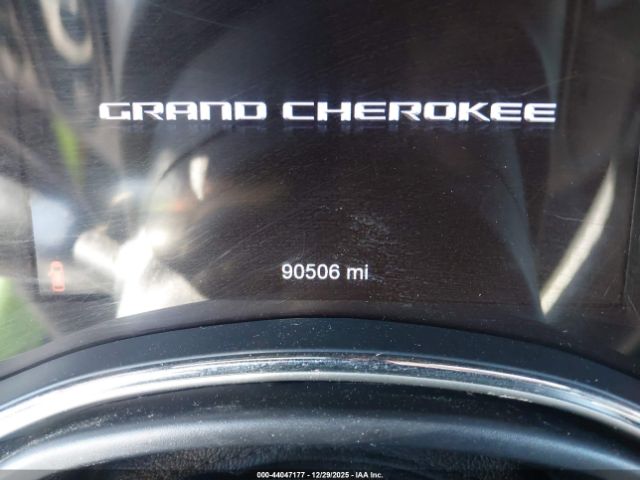 GRAND CHEROKEE
90506 mi
000-44047177 - 12/29/2025 - IAA Inc.